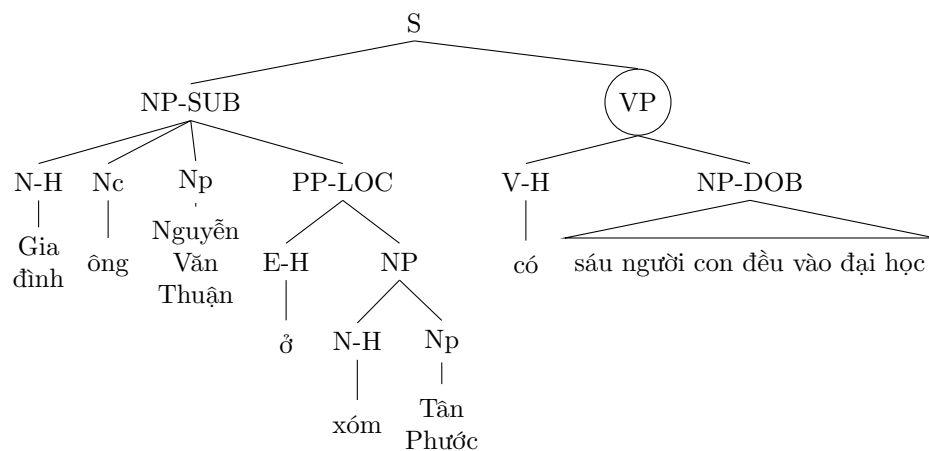 S
NP-SUB VP
N-H Nc Np PP-LOC V-H NP-DOB
Gia đình ông Nguyễn Văn Thuận E-H NP có sáu người con đều vào đại học
ở N-H Np
xóm Tân Phước